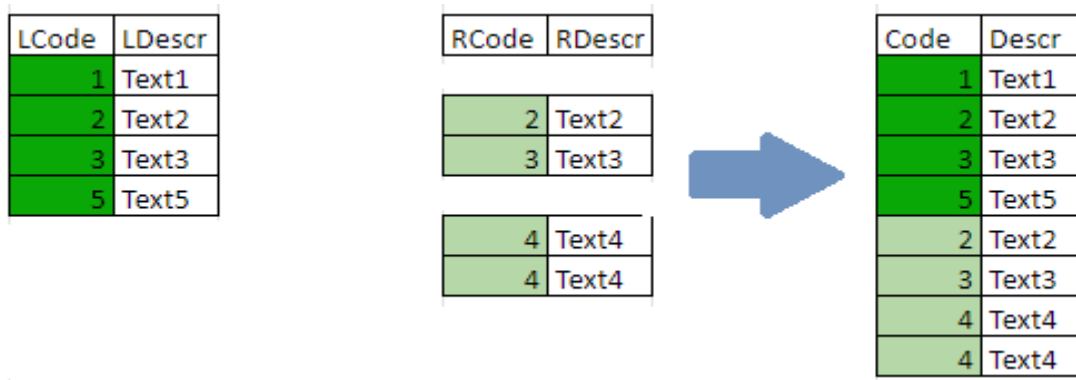 LCode LDescr
1 Text1
2 Text2
3 Text3
5 Text5
RCode RDescr
2 Text2
3 Text3
4 Text4
4 Text4
Code Descr
1 Text1
2 Text2
3 Text3
5 Text5
2 Text2
3 Text3
4 Text4
4 Text4